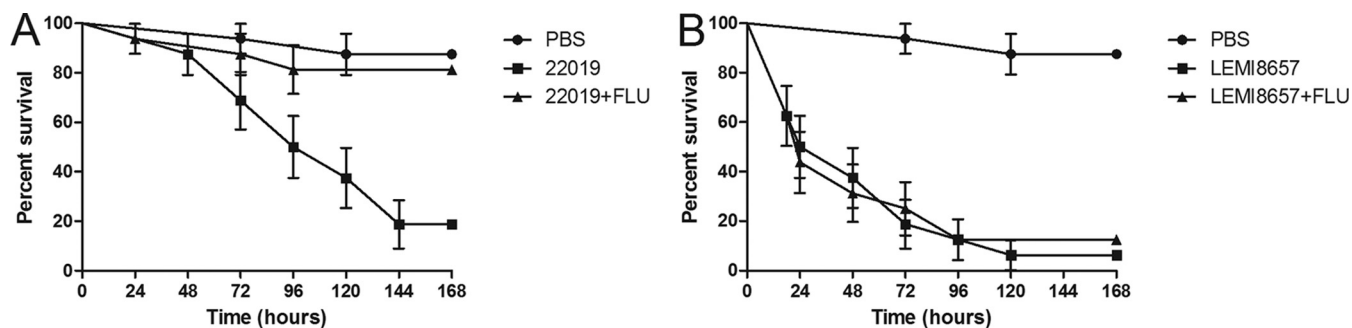 A
Percent survival
100
80
60
40
20
0
0 24 48 72 96 120 144 168
Time (hours)
PBS
22019
22019+FLU
B
Percent survival
100
80
60
40
20
0
0 24 48 72 96 120 144 168
Time (hours)
PBS
LEMI8657
LEMI8657+FLU